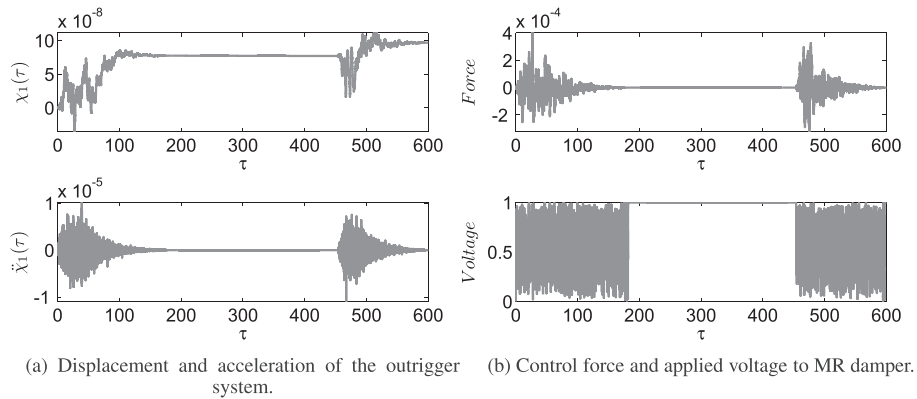 x 10⁻⁸
10
5
0
χ₁(τ)
0 100 200 300 400 500 600
τ
x 10⁻⁵
1
0
-1
χ̈₁(τ)
0 100 200 300 400 500 600
τ
(a) Displacement and acceleration of the outrigger
system.
x 10⁻⁴
4
2
0
-2
Force
0 100 200 300 400 500 600
τ
1
0.5
0
Voltage
0 100 200 300 400 500 600
τ
(b) Control force and applied voltage to MR damper.